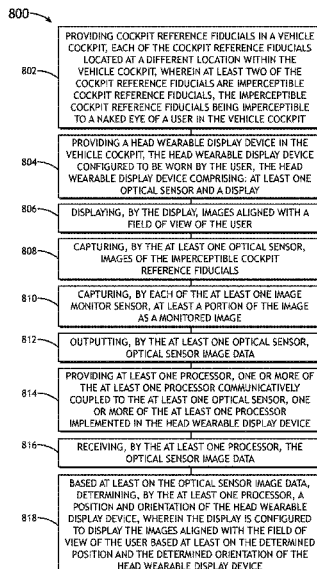 800
PROVIDING COCKPIT REFERENCE FIDUCIALS IN A VEHICLE
COCKPIT, EACH OF THE COCKPIT REFERENCE FIDUCIALS
LOCATED AT A DIFFERENT LOCATION WITHIN THE
VEHICLE COCKPIT, WHEREIN AT LEAST TWO OF THE
COCKPIT REFERENCE FIDUCIALS ARE IMPERCEPTIBLE
COCKPIT REFERENCE FIDUCIALS, THE IMPERCEPTIBLE
COCKPIT REFERENCE FIDUCIALS BEING IMPERCEPTIBLE
TO A NAKED EYE OF A USER IN THE VEHICLE COCKPIT
802
PROVIDING A HEAD WEARABLE DISPLAY DEVICE IN THE
VEHICLE COCKPIT, THE HEAD WEARABLE DISPLAY DEVICE
CONFIGURED TO BE WORN BY THE USER, THE HEAD
WEARABLE DISPLAY DEVICE COMPRISING: AT LEAST ONE
OPTICAL SENSOR AND A DISPLAY
804
DISPLAYING, BY THE DISPLAY, IMAGES ALIGNED WITH A
FIELD OF VIEW OF THE USER
806
CAPTURING, BY THE AT LEAST ONE OPTICAL SENSOR,
IMAGES OF THE IMPERCEPTIBLE COCKPIT
REFERENCE FIDUCIALS
808
CAPTURING, BY EACH OF THE AT LEAST ONE IMAGE
MONITOR SENSOR, AT LEAST A PORTION OF THE IMAGE
AS A MONITORED IMAGE
810
OUTPUTTING, BY THE AT LEAST ONE OPTICAL SENSOR,
OPTICAL SENSOR IMAGE DATA
812
PROVIDING AT LEAST ONE PROCESSOR, ONE OR MORE OF
THE AT LEAST ONE PROCESSOR COMMUNICATIVELY
COUPLED TO THE AT LEAST ONE OPTICAL SENSOR, ONE
OR MORE OF THE AT LEAST ONE PROCESSOR
IMPLEMENTED IN THE HEAD WEARABLE DISPLAY DEVICE
814
RECEIVING, BY THE AT LEAST ONE PROCESSOR, THE
OPTICAL SENSOR IMAGE DATA
816
BASED AT LEAST ON THE OPTICAL SENSOR IMAGE DATA,
DETERMINING, BY THE AT LEAST ONE PROCESSOR, A
POSITION AND ORIENTATION OF THE HEAD WEARABLE
DISPLAY DEVICE, WHEREIN THE DISPLAY IS CONFIGURED
TO DISPLAY THE IMAGES ALIGNED WITH THE FIELD OF
VIEW OF THE USER BASED AT LEAST ON THE DETERMINED
POSITION AND THE DETERMINED ORIENTATION OF THE
HEAD WEARABLE DISPLAY DEVICE
818